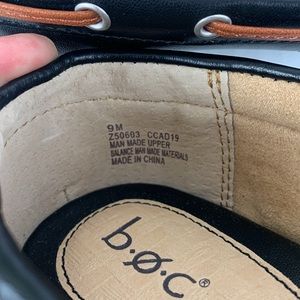 9M
Z50603 CCAD19
MAN MADE UPPER
BALANCE MAN MADE MATERIALS
MADE IN CHINA
b.ø.c®